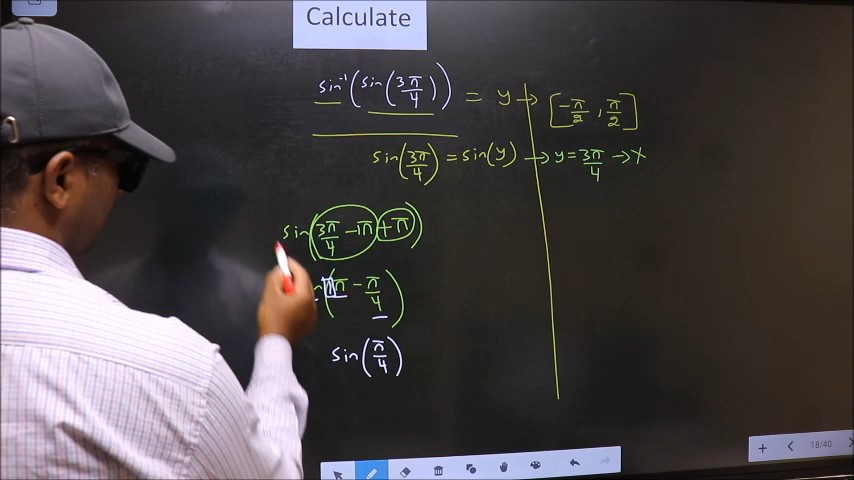 Calculate
sin⁻¹(sin(3π/4)) = y → [-π/2, π/2]
sin(3π/4) = sin(y) → y = 3π/4 → X
sin(3π/4 - π + π)
(π - π/4)
sin(π/4)
18/40